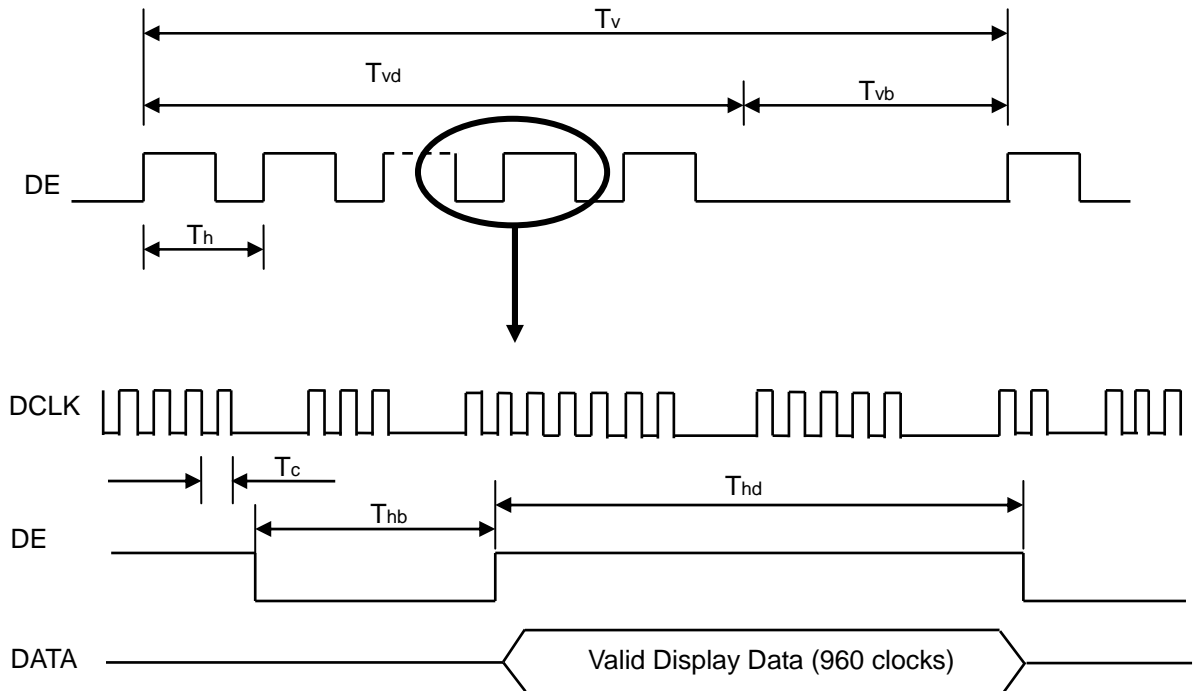 Tv
Tvd
Tvb
DE
Th
DCLK
Tc
Thd
Thb
DE
DATA
Valid Display Data (960 clocks)